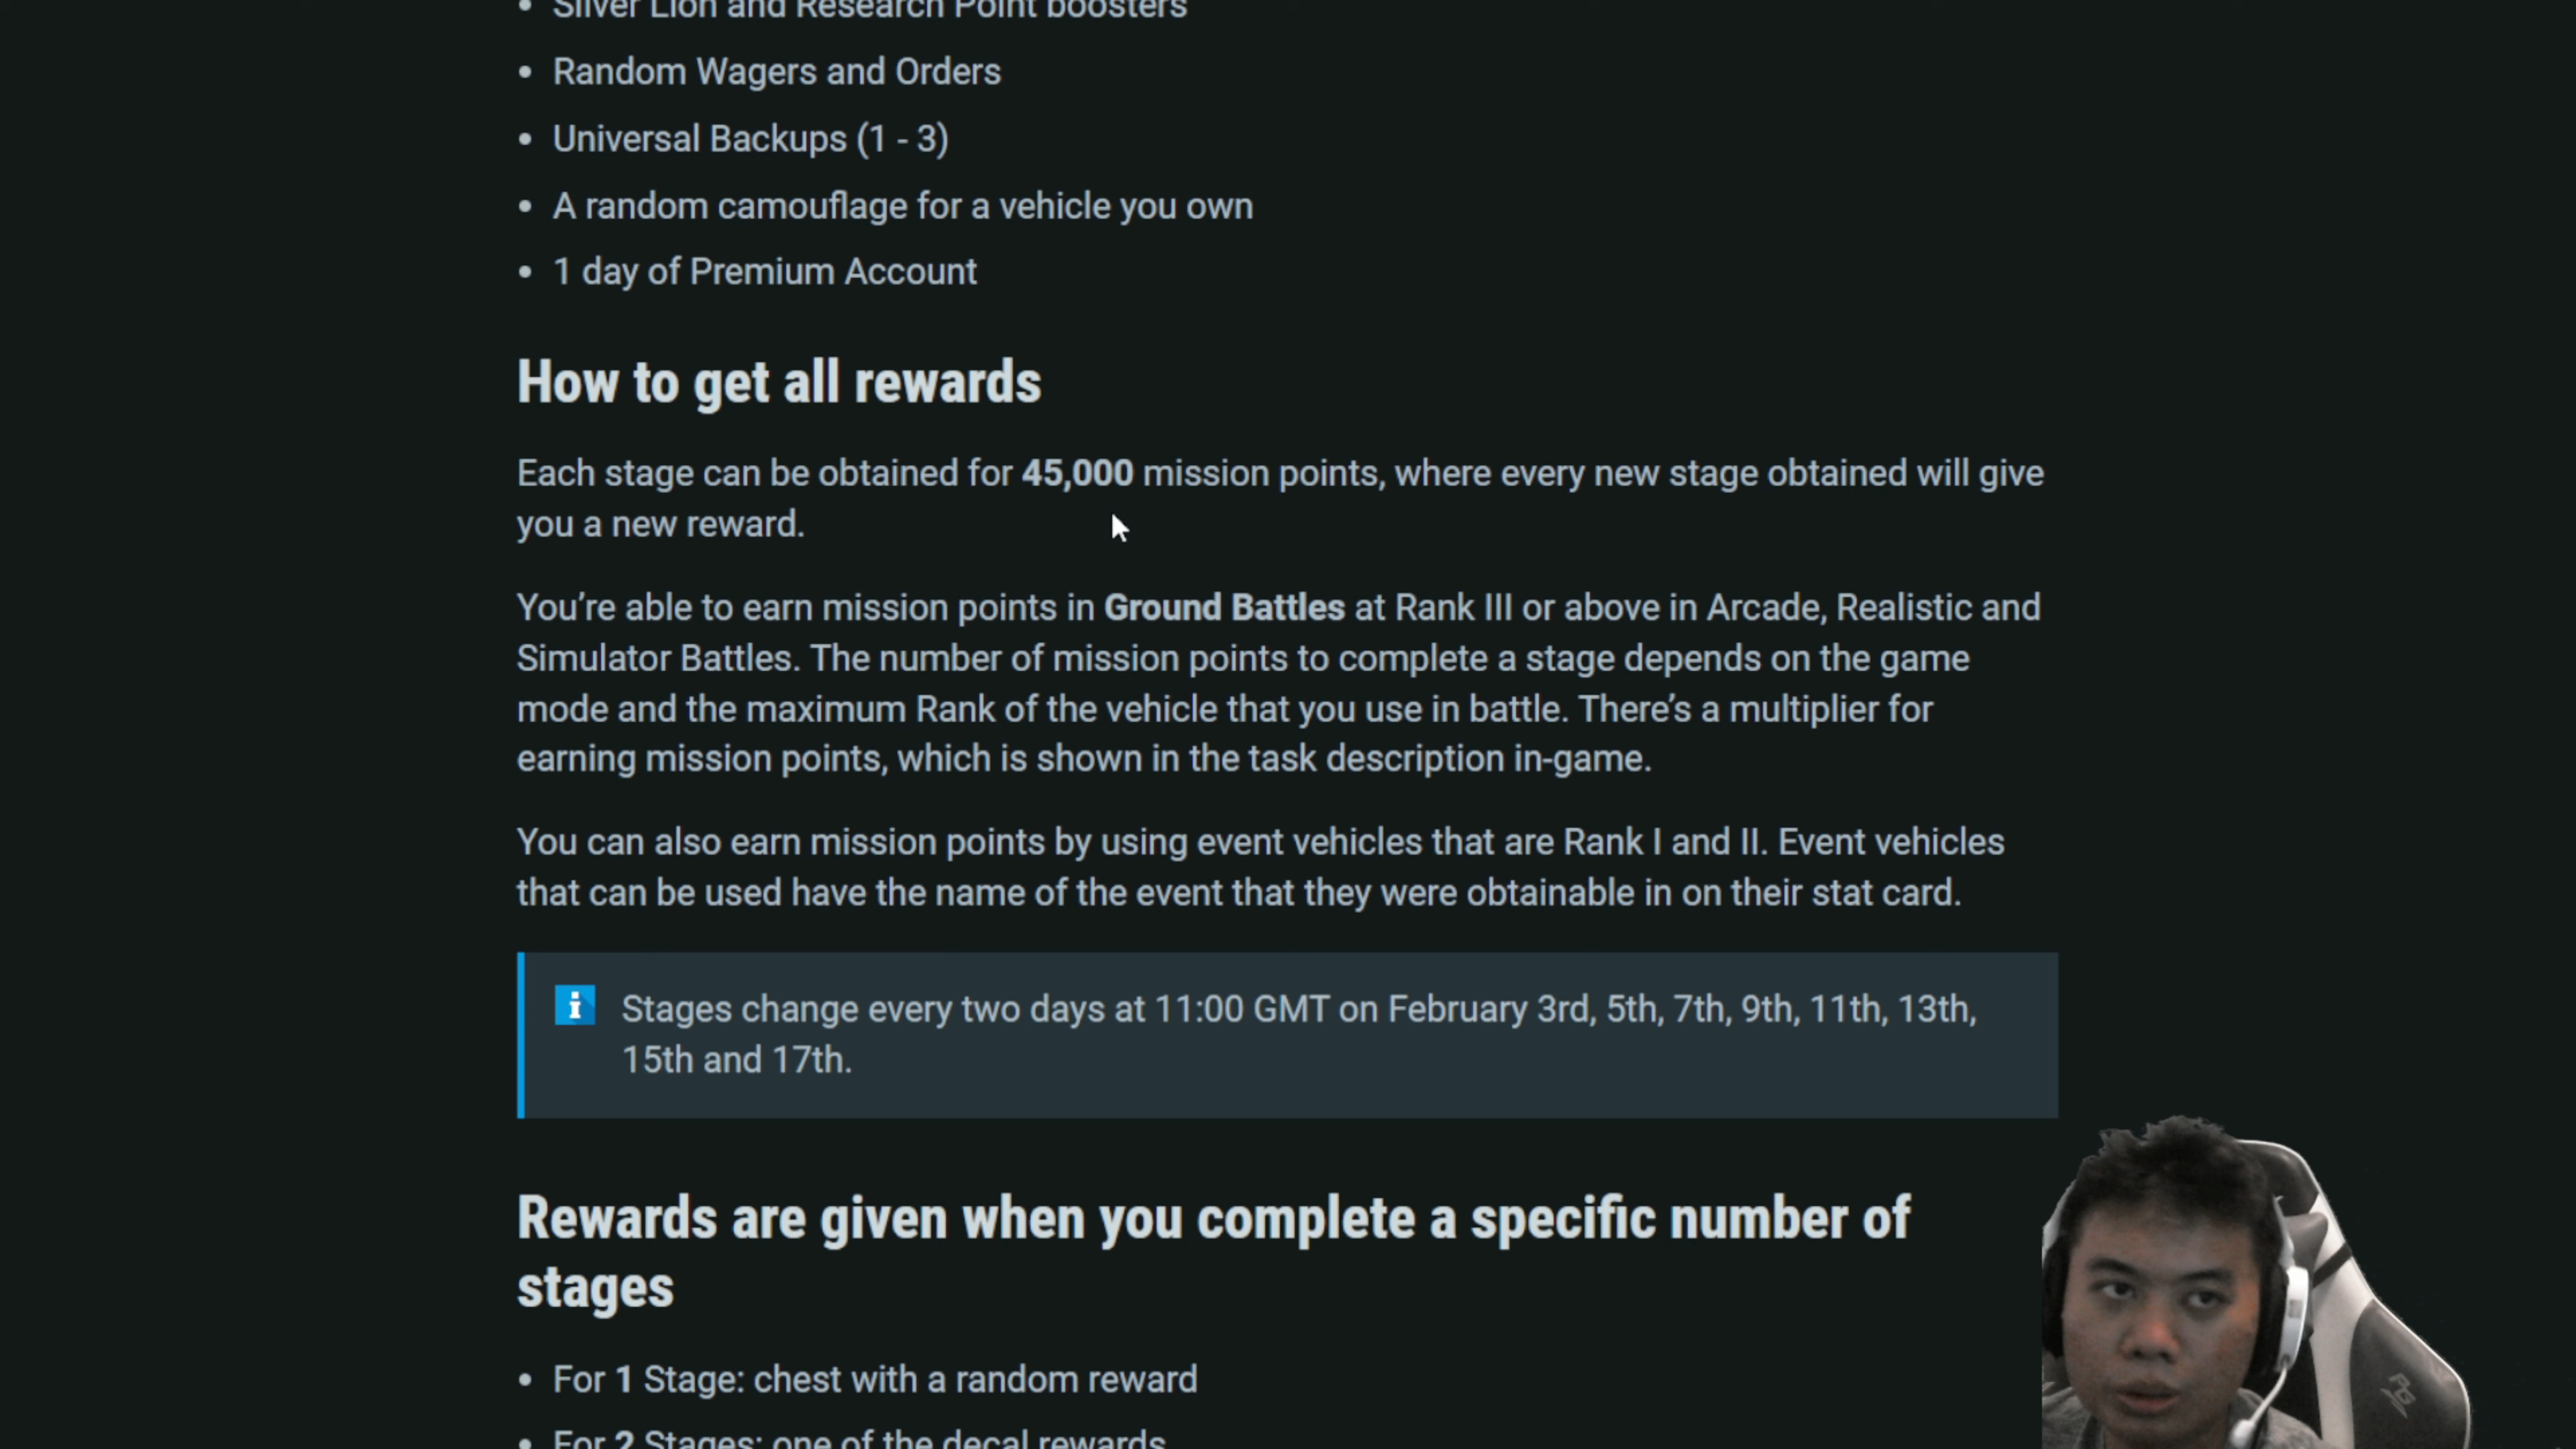 Silver Lion and Research Point boosters
Random Wagers and Orders
Universal Backups (1 - 3)
A random camouflage for a vehicle you own
1 day of Premium Account
How to get all rewards
Each stage can be obtained for 45,000 mission points, where every new stage obtained will give
you a new reward.
You’re able to earn mission points in Ground Battles at Rank III or above in Arcade, Realistic and
Simulator Battles. The number of mission points to complete a stage depends on the game
mode and the maximum Rank of the vehicle that you use in battle. There’s a multiplier for
earning mission points, which is shown in the task description in-game.
You can also earn mission points by using event vehicles that are Rank I and II. Event vehicles
that can be used have the name of the event that they were obtainable in on their stat card.
Stages change every two days at 11:00 GMT on February 3rd, 5th, 7th, 9th, 11th, 13th,
15th and 17th.
Rewards are given when you complete a specific number of
stages
For 1 Stage: chest with a random reward
For 2 Stages: one of the decal rewards